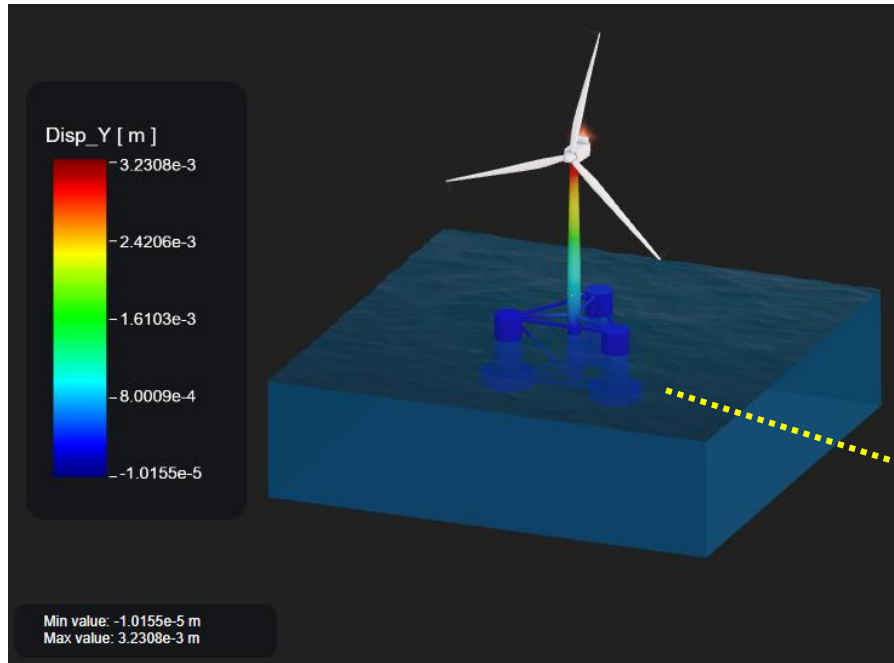 Disp_Y [ m ]
3.2308e-3
2.4206e-3
1.6103e-3
8.0009e-4
-1.0155e-5
Min value: -1.0155e-5 m
Max value: 3.2308e-3 m